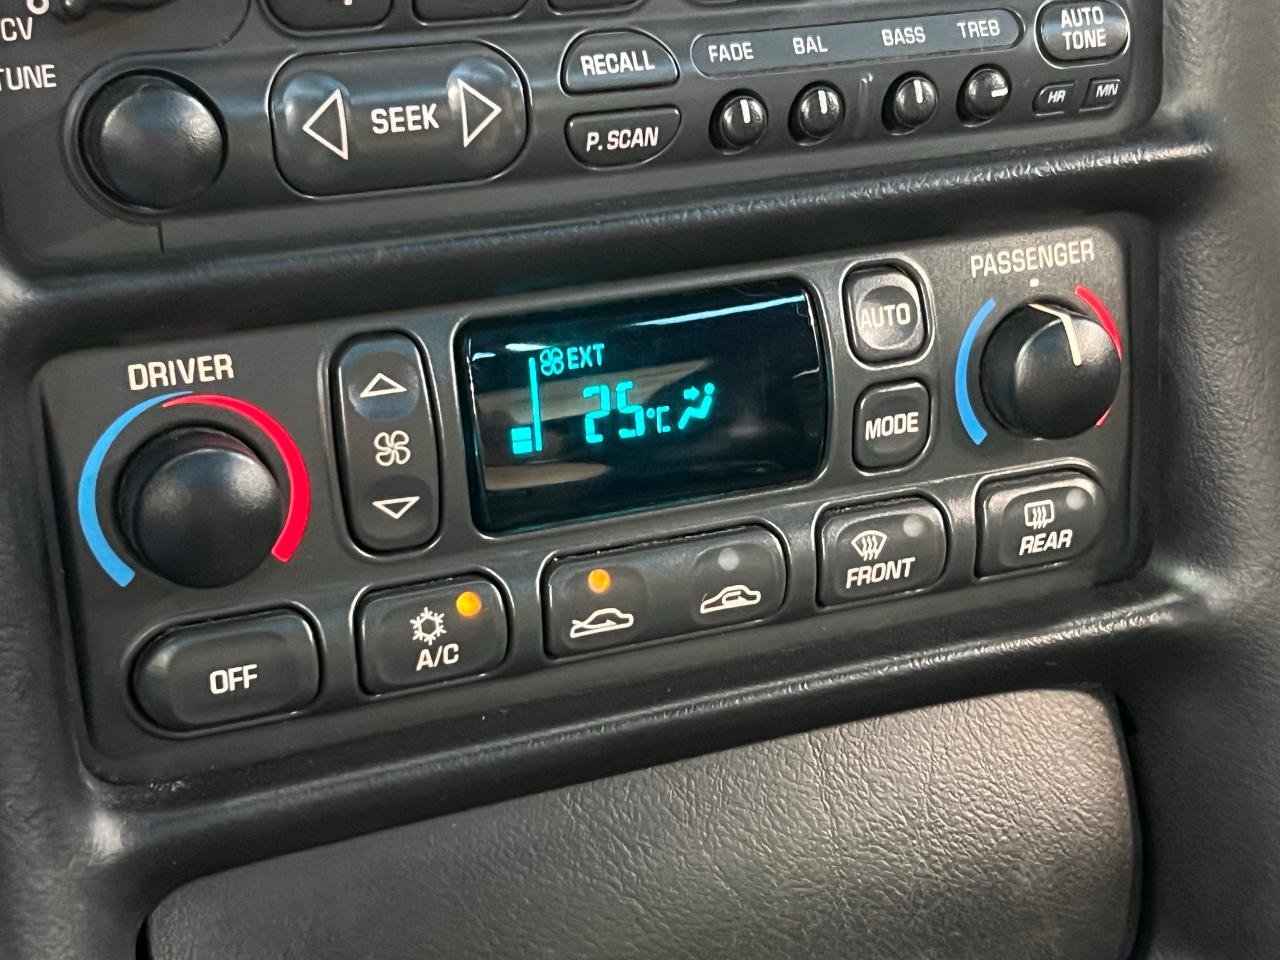 CV
TUNE
SEEK
RECALL
P.SCAN
FADE BAL BASS TREB
AUTO
TONE
HR MN
DRIVER
PASSENGER
EXT
25°C
AUTO
MODE
OFF
A/C
FRONT
REAR